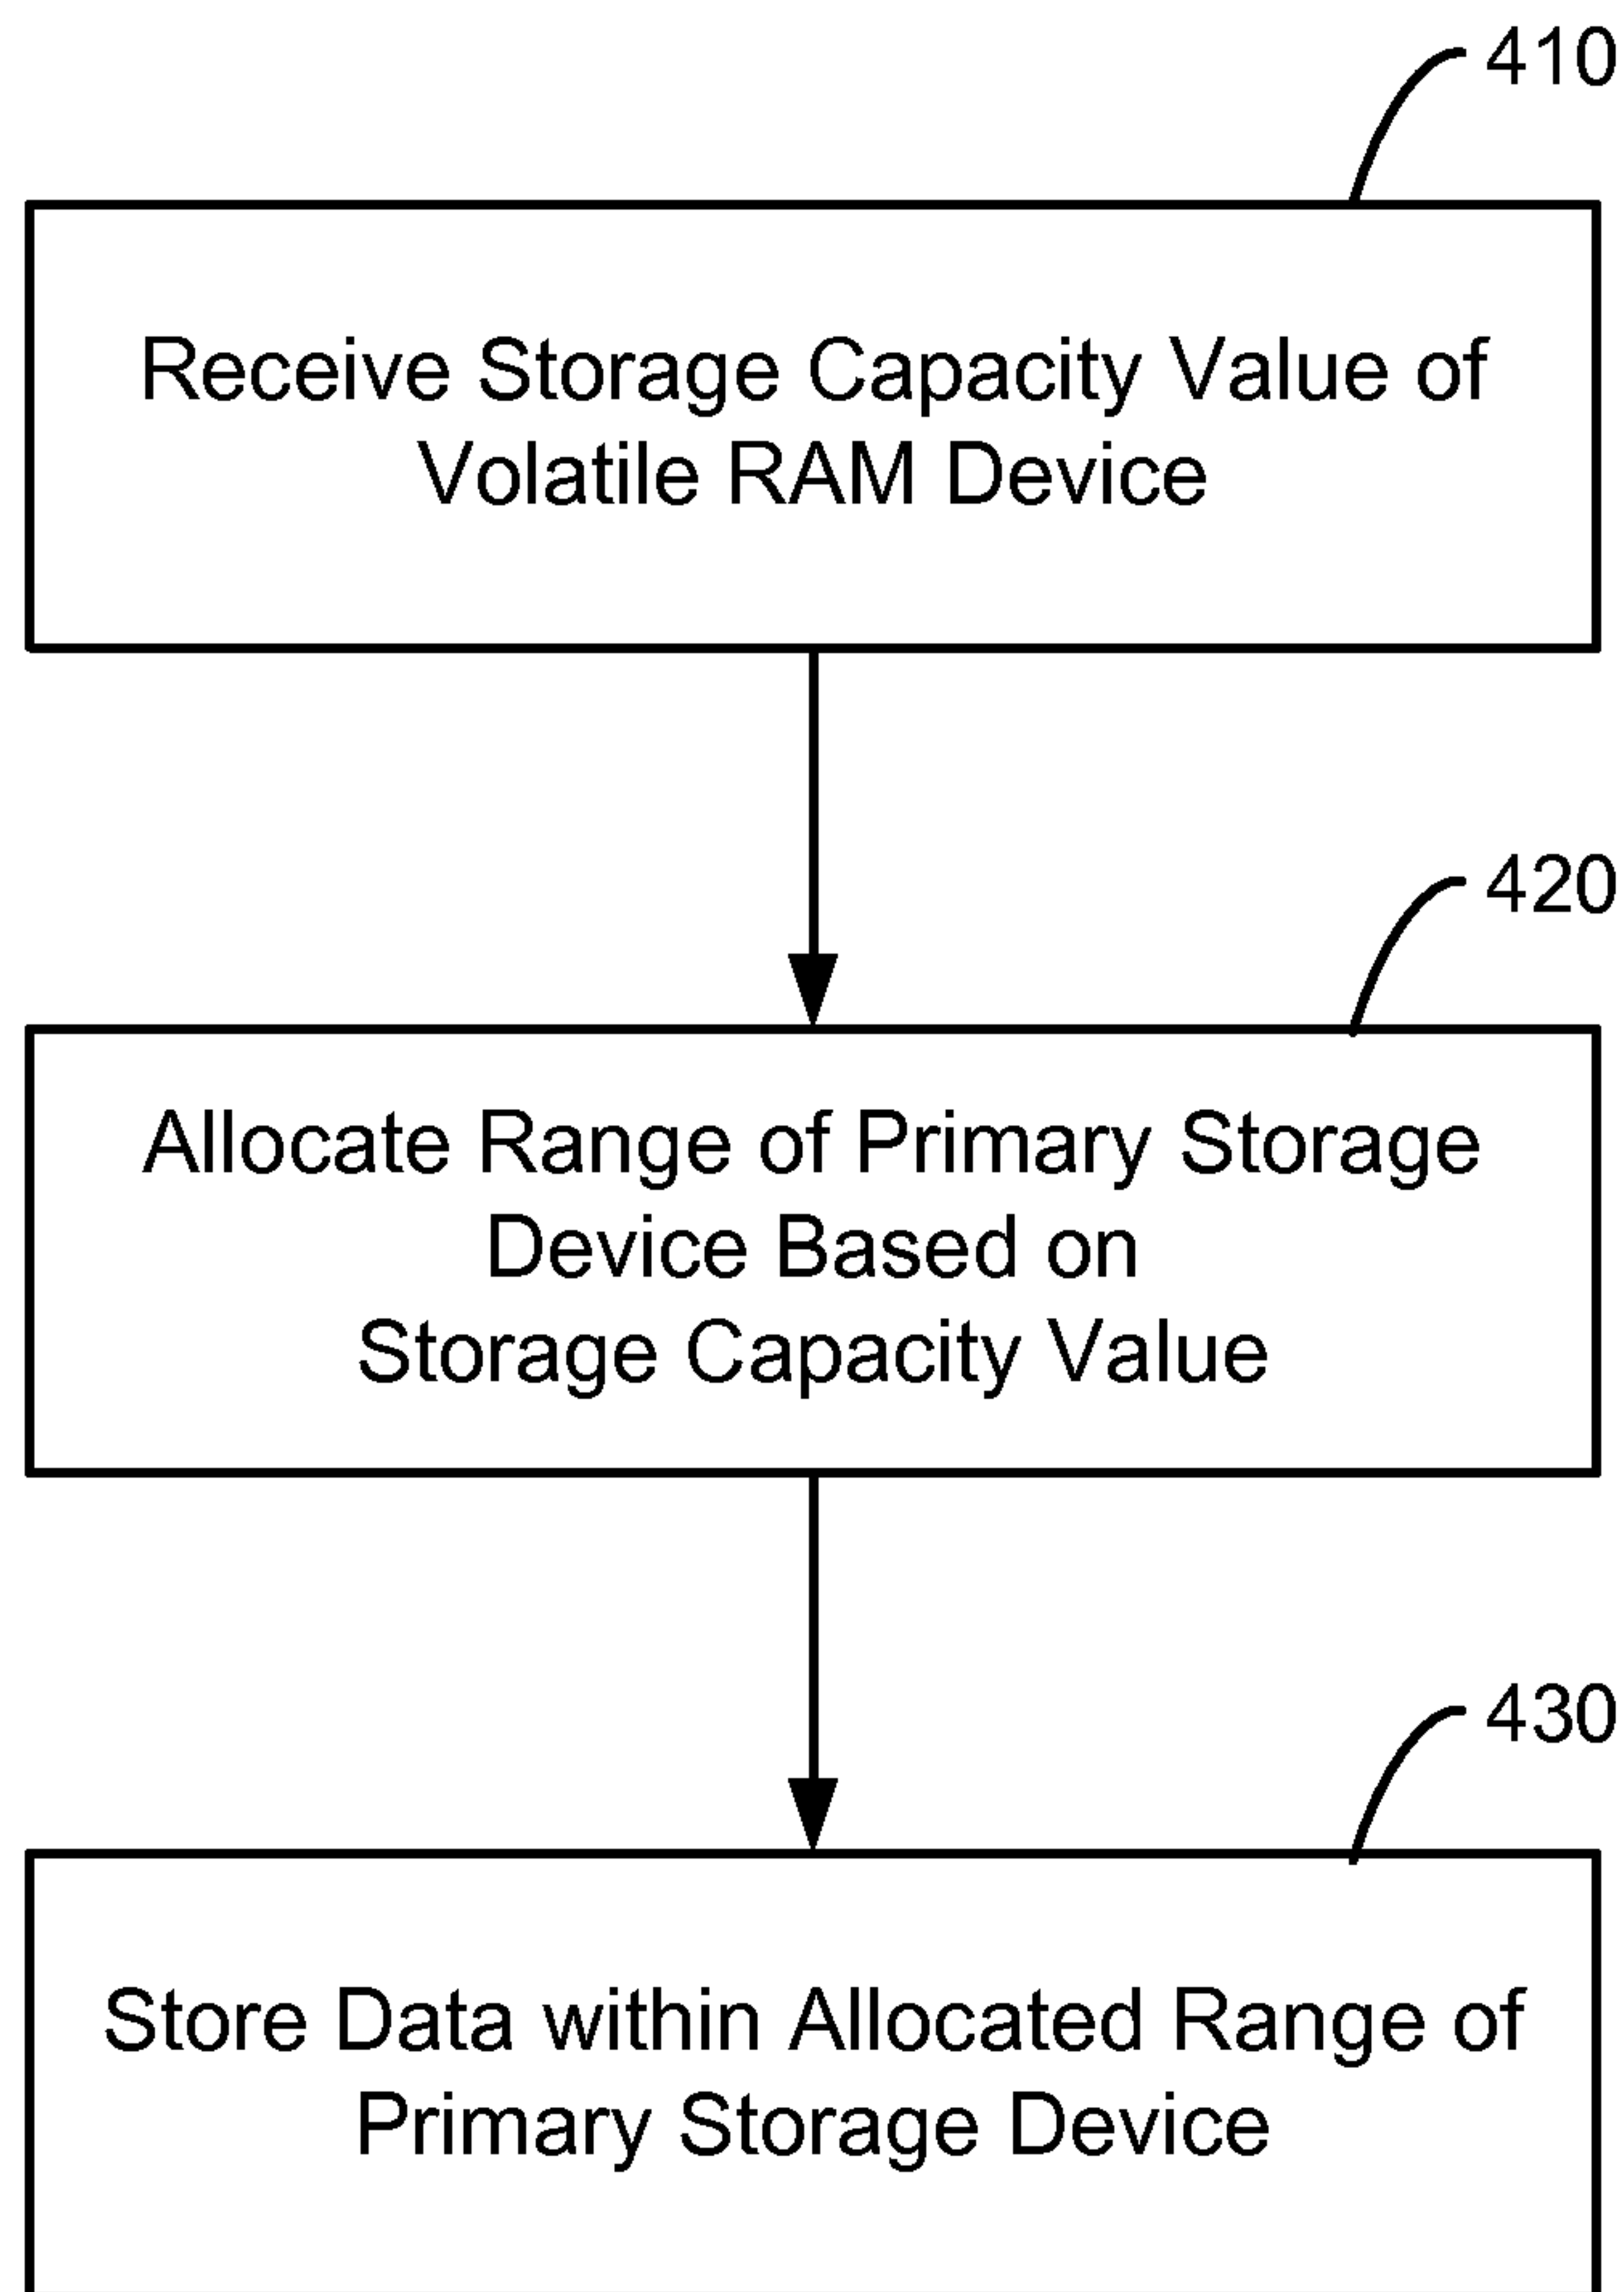 410
Receive Storage Capacity Value of
Volatile RAM Device
420
Allocate Range of Primary Storage
Device Based on
Storage Capacity Value
430
Store Data within Allocated Range of
Primary Storage Device